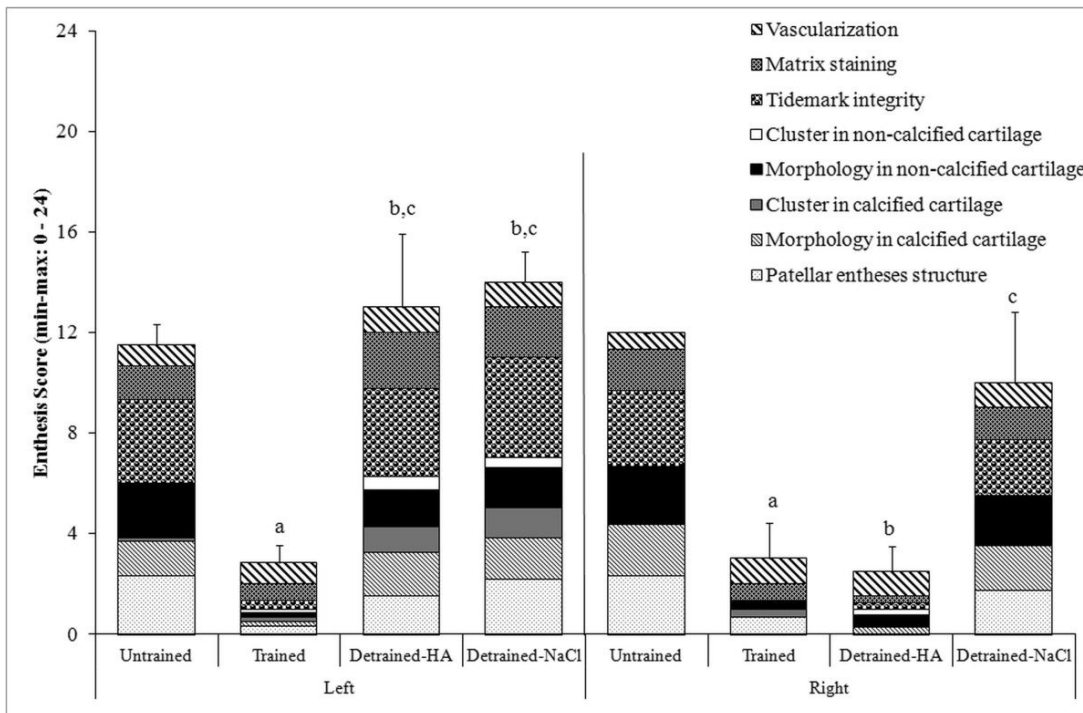 24
20
16
12
8
4
0
Enthesis Score (min-max: 0 - 24)
Vascularization
Matrix staining
Tidemark integrity
Cluster in non-calcified cartilage
Morphology in non-calcified cartilage
Cluster in calcified cartilage
Morphology in calcified cartilage
Patellar entheses structure
a
b,c
b,c
a
b
c
Untrained
Trained
Detrained-HA
Detrained-NaCl
Untrained
Trained
Detrained-HA
Detrained-NaCl
Left
Right